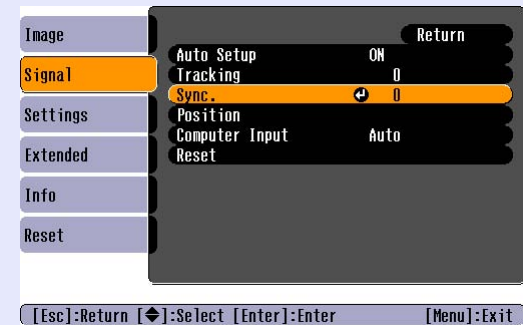 Image
Signal
Settings
Extended
Info
Reset
Return
Auto Setup ON
Tracking 0
Sync. 0
Position
Computer Input Auto
Reset
[Esc]:Return [◆]:Select [Enter]:Enter [Menu]:Exit